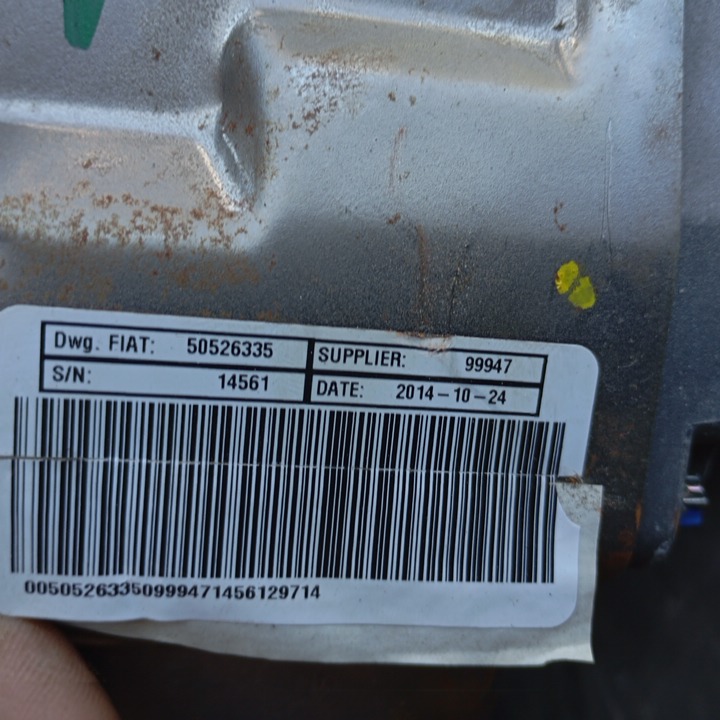 Dwg. FIAT: 50526335 SUPPLIER: 99947
S/N: 14561 DATE: 2014-10-24
00505263350999471456129714